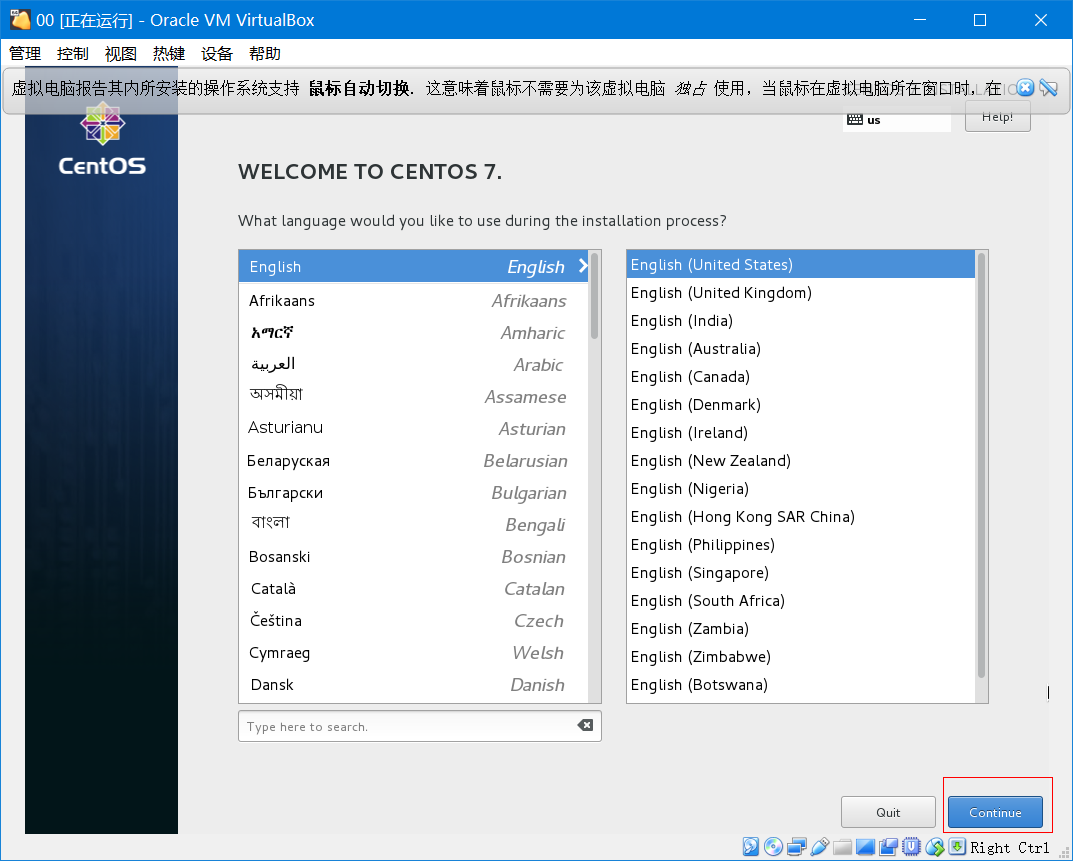 00 [正在运行] - Oracle VM VirtualBox
管理 控制 视图 热键 设备 帮助
虚拟电脑报告其内所安装的操作系统支持 鼠标自动切换. 这意味着鼠标不需要为该虚拟电脑 独占 使用，当鼠标在虚拟电脑所在窗口时，在
us
Help!
CentOS
WELCOME TO CENTOS 7.
What language would you like to use during the installation process?
English English
Afrikaans Afrikaans
አማርኛ Amharic
العربية Arabic
অসমীয়া Assamese
Asturianu Asturian
Беларуская Belarusian
Български Bulgarian
বাংলা Bengali
Bosanski Bosnian
Català Catalan
Čeština Czech
Cymraeg Welsh
Dansk Danish
English (United States)
English (United Kingdom)
English (India)
English (Australia)
English (Canada)
English (Denmark)
English (Ireland)
English (New Zealand)
English (Nigeria)
English (Hong Kong SAR China)
English (Philippines)
English (Singapore)
English (South Africa)
English (Zambia)
English (Zimbabwe)
English (Botswana)
Type here to search.
Quit
Continue
Right Ctrl